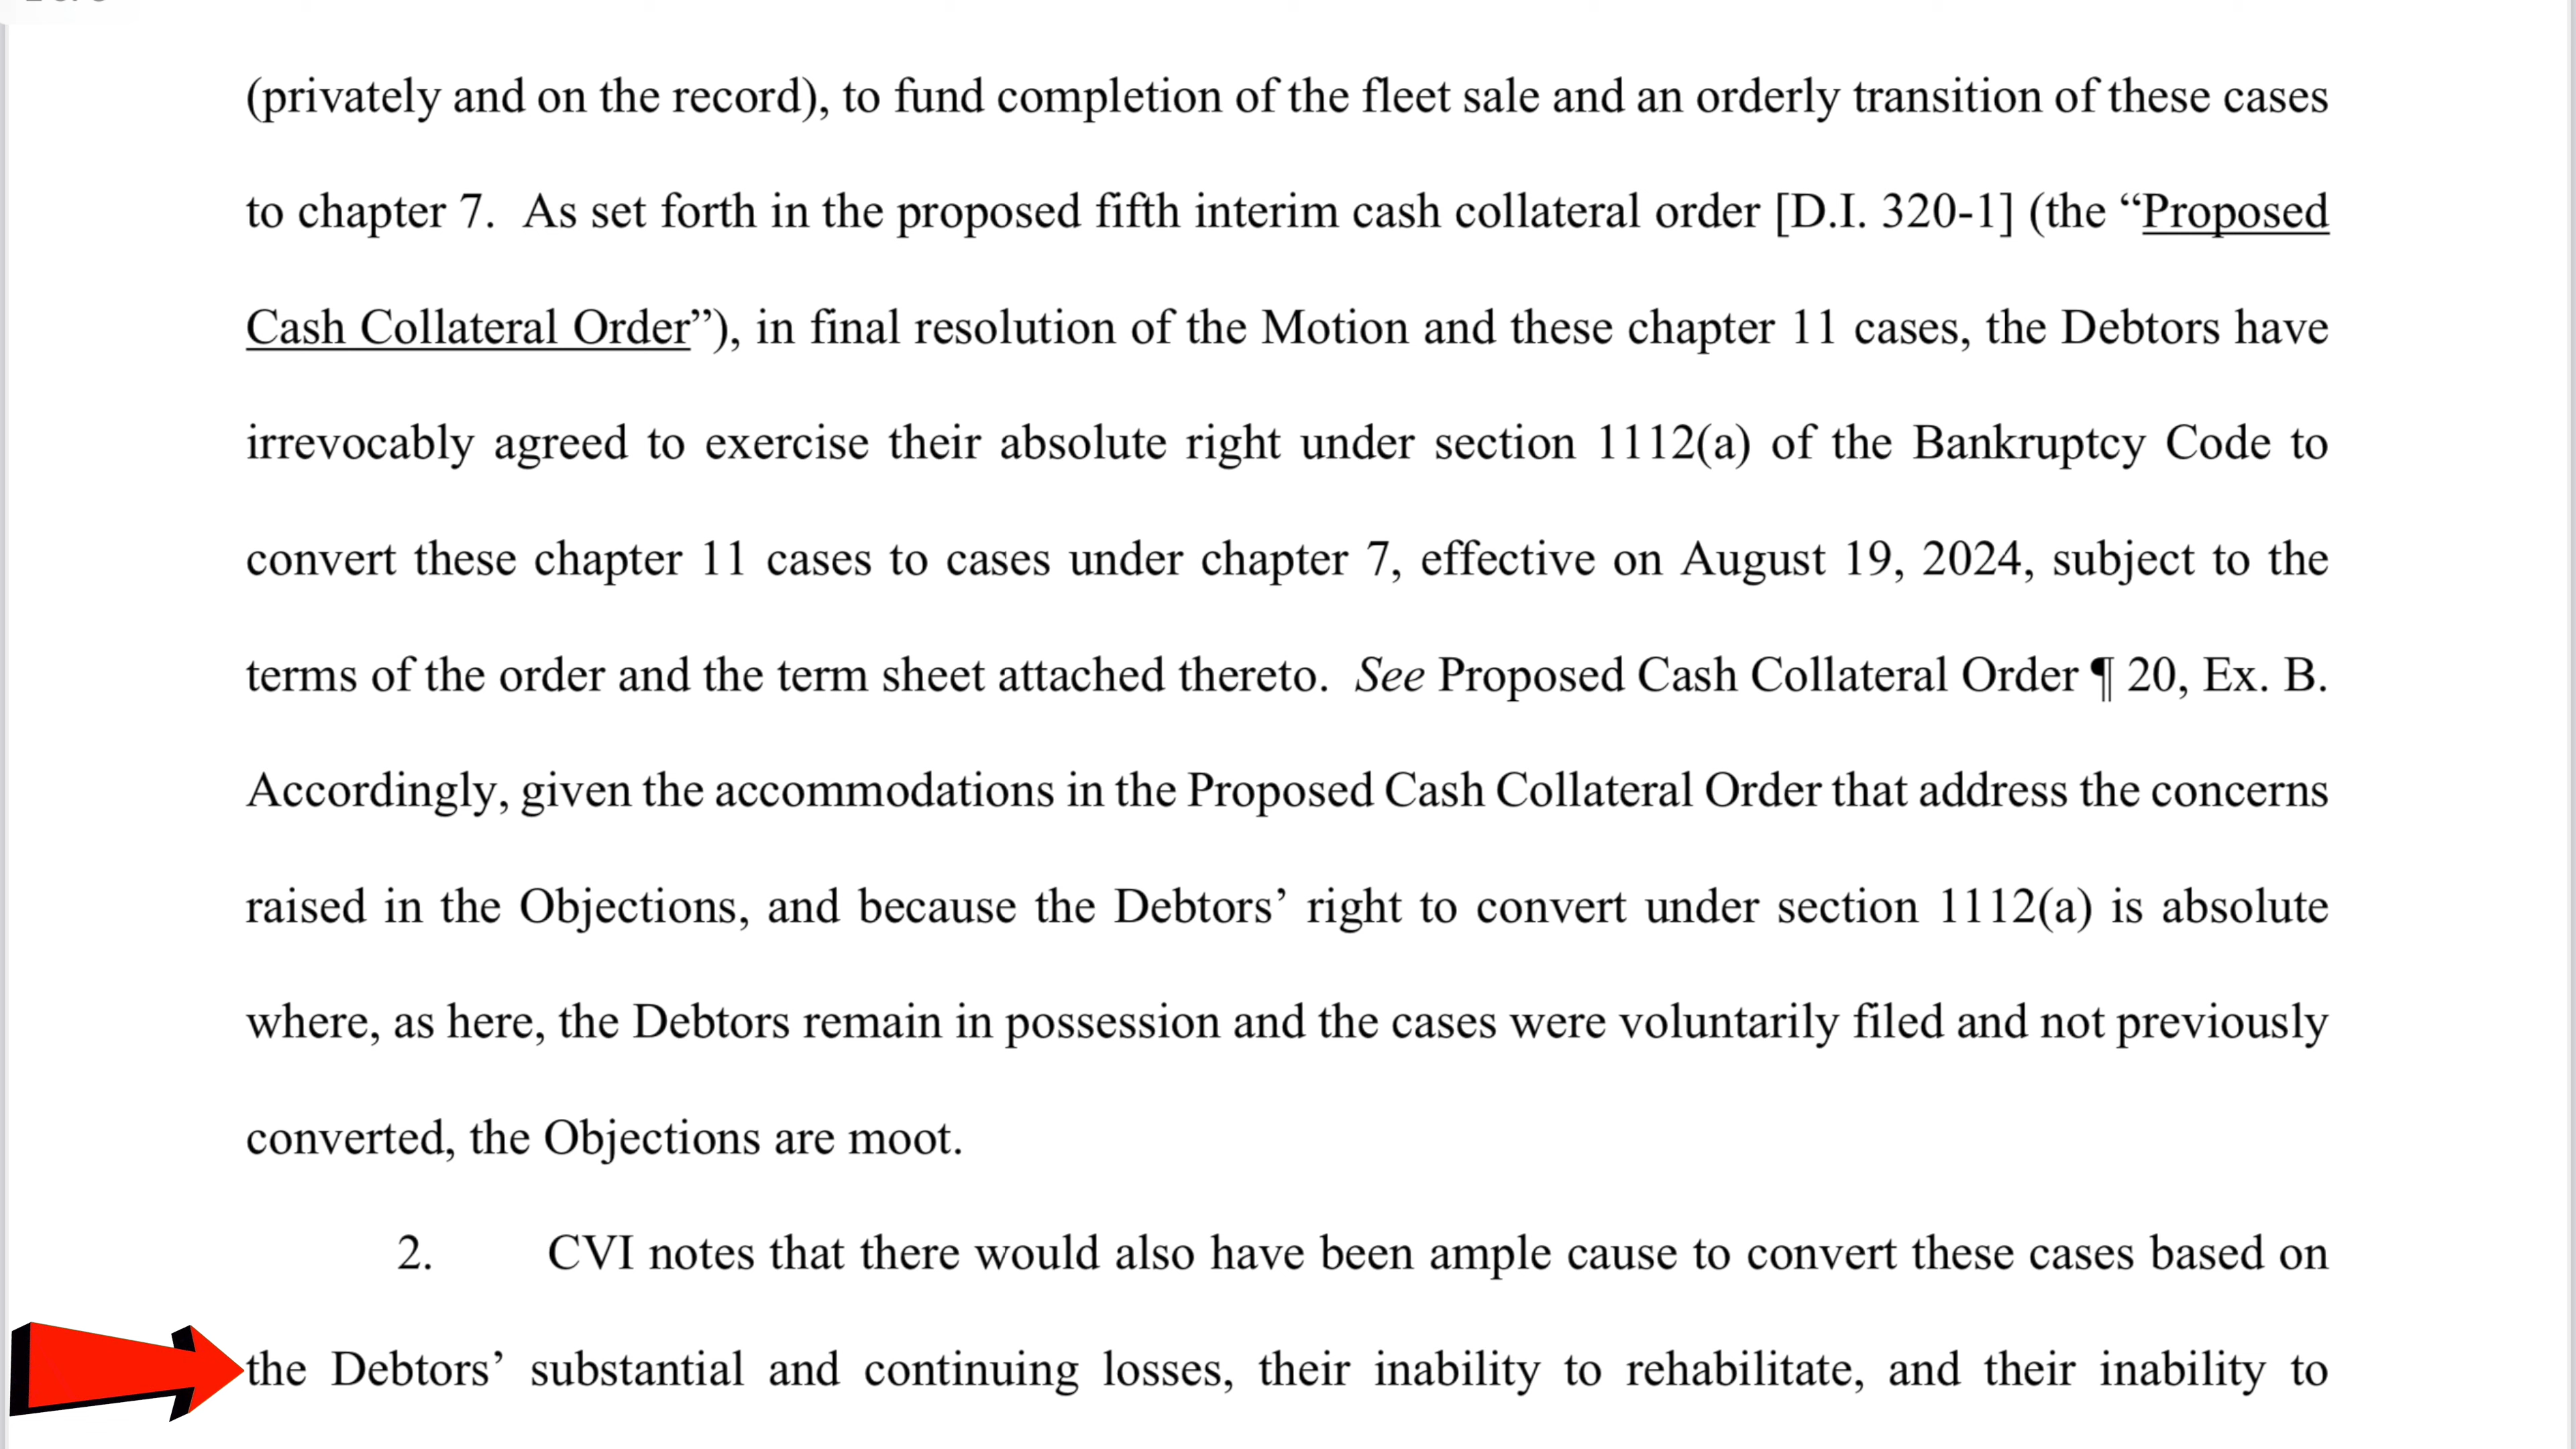 (privately and on the record), to fund completion of the fleet sale and an orderly transition of these cases
to chapter 7.  As set forth in the proposed fifth interim cash collateral order [D.I. 320-1] (the “Proposed
Cash Collateral Order”), in final resolution of the Motion and these chapter 11 cases, the Debtors have
irrevocably agreed to exercise their absolute right under section 1112(a) of the Bankruptcy Code to
convert these chapter 11 cases to cases under chapter 7, effective on August 19, 2024, subject to the
terms of the order and the term sheet attached thereto.  See Proposed Cash Collateral Order ¶ 20, Ex. B.
Accordingly, given the accommodations in the Proposed Cash Collateral Order that address the concerns
raised in the Objections, and because the Debtors’ right to convert under section 1112(a) is absolute
where, as here, the Debtors remain in possession and the cases were voluntarily filed and not previously
converted, the Objections are moot.
2. CVI notes that there would also have been ample cause to convert these cases based on
the Debtors’ substantial and continuing losses, their inability to rehabilitate, and their inability to